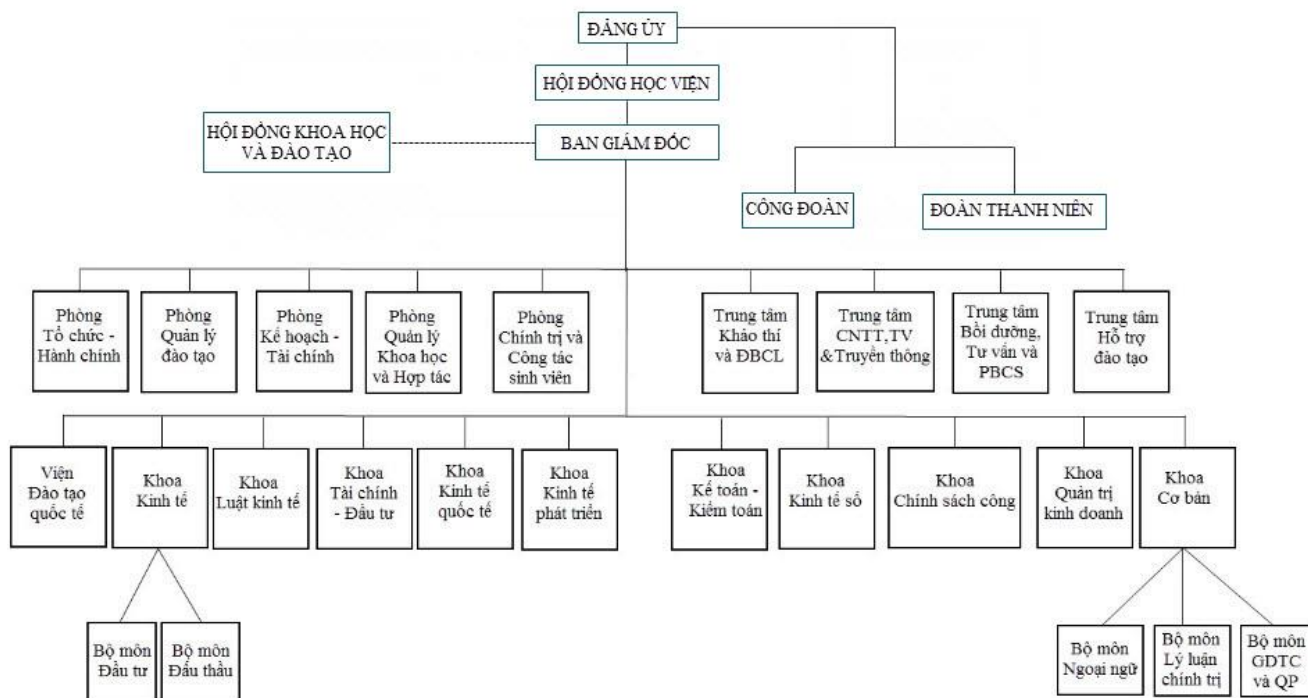 ĐẢNG ỦY
HỘI ĐỒNG HỌC VIỆN
HỘI ĐỒNG KHOA HỌC
VÀ ĐÀO TẠO
BAN GIÁM ĐỐC
CÔNG ĐOÀN
ĐOÀN THANH NIÊN
Phòng
Tổ chức -
Hành chính
Phòng
Quản lý
đào tạo
Phòng
Kế hoạch -
Tài chính
Phòng
Quản lý
Khoa học
và Hợp tác
Phòng
Chính trị và
Công tác
sinh viên
Trung tâm
Khảo thí
và ĐBCL
Trung tâm
CNTT,TV
&Truyền thông
Trung tâm
Bồi dưỡng,
Tư vấn và
PBCS
Trung tâm
Hỗ trợ
đào tạo
Viện
Đào tạo
quốc tế
Khoa
Kinh tế
Khoa
Luật kinh tế
Khoa
Tài chính
- Đầu tư
Khoa
Kinh tế
quốc tế
Khoa
Kinh tế
phát triển
Khoa
Kế toán -
Kiểm toán
Khoa
Kinh tế số
Khoa
Chính sách công
Khoa
Quản trị
kinh doanh
Khoa
Cơ bản
Bộ môn
Đầu tư
Bộ môn
Đấu thầu
Bộ môn
Ngoại ngữ
Bộ môn
Lý luận
chính trị
Bộ môn
GDTC
và QP